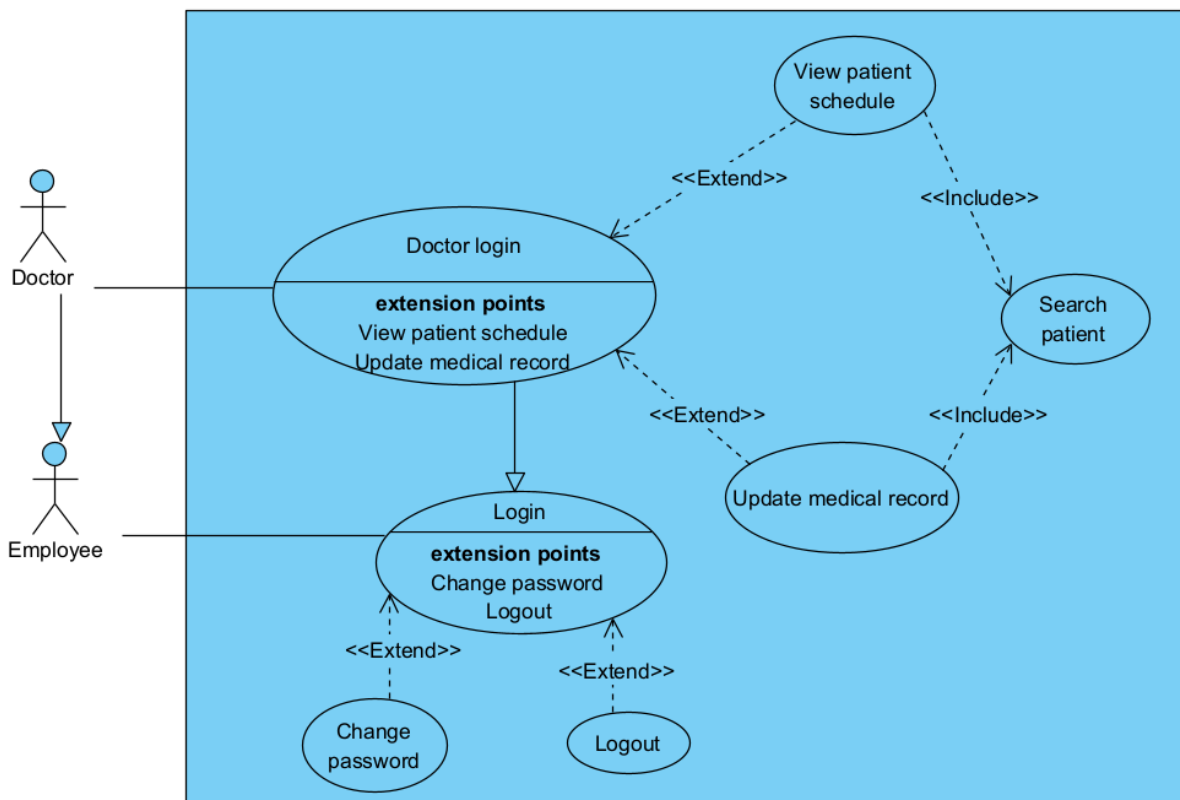 View patient
schedule
<<Extend>>
<<Include>>
Doctor
Doctor login
extension points
View patient schedule
Update medical record
Search
patient
<<Extend>>
<<Include>>
Update medical record
Employee
Login
extension points
Change password
Logout
<<Extend>>
<<Extend>>
Change
password
Logout